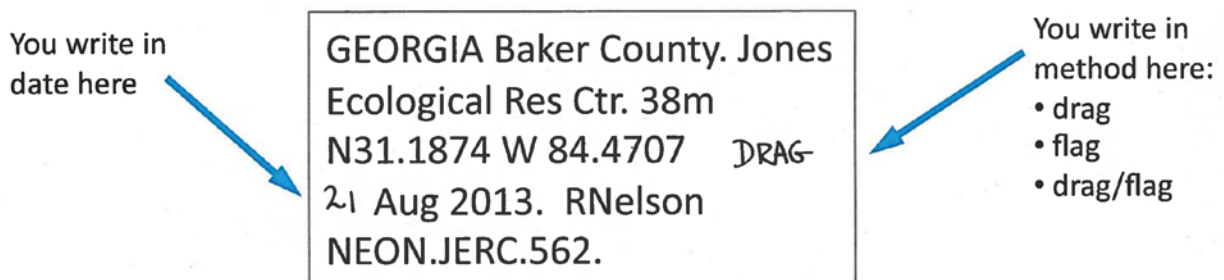 You write in
date here
GEORGIA Baker County. Jones
Ecological Res Ctr. 38m
N31.1874 W 84.4707 DRAG
21 Aug 2013. RNelson
NEON.JERC.562.
You write in
method here:
• drag
• flag
• drag/flag